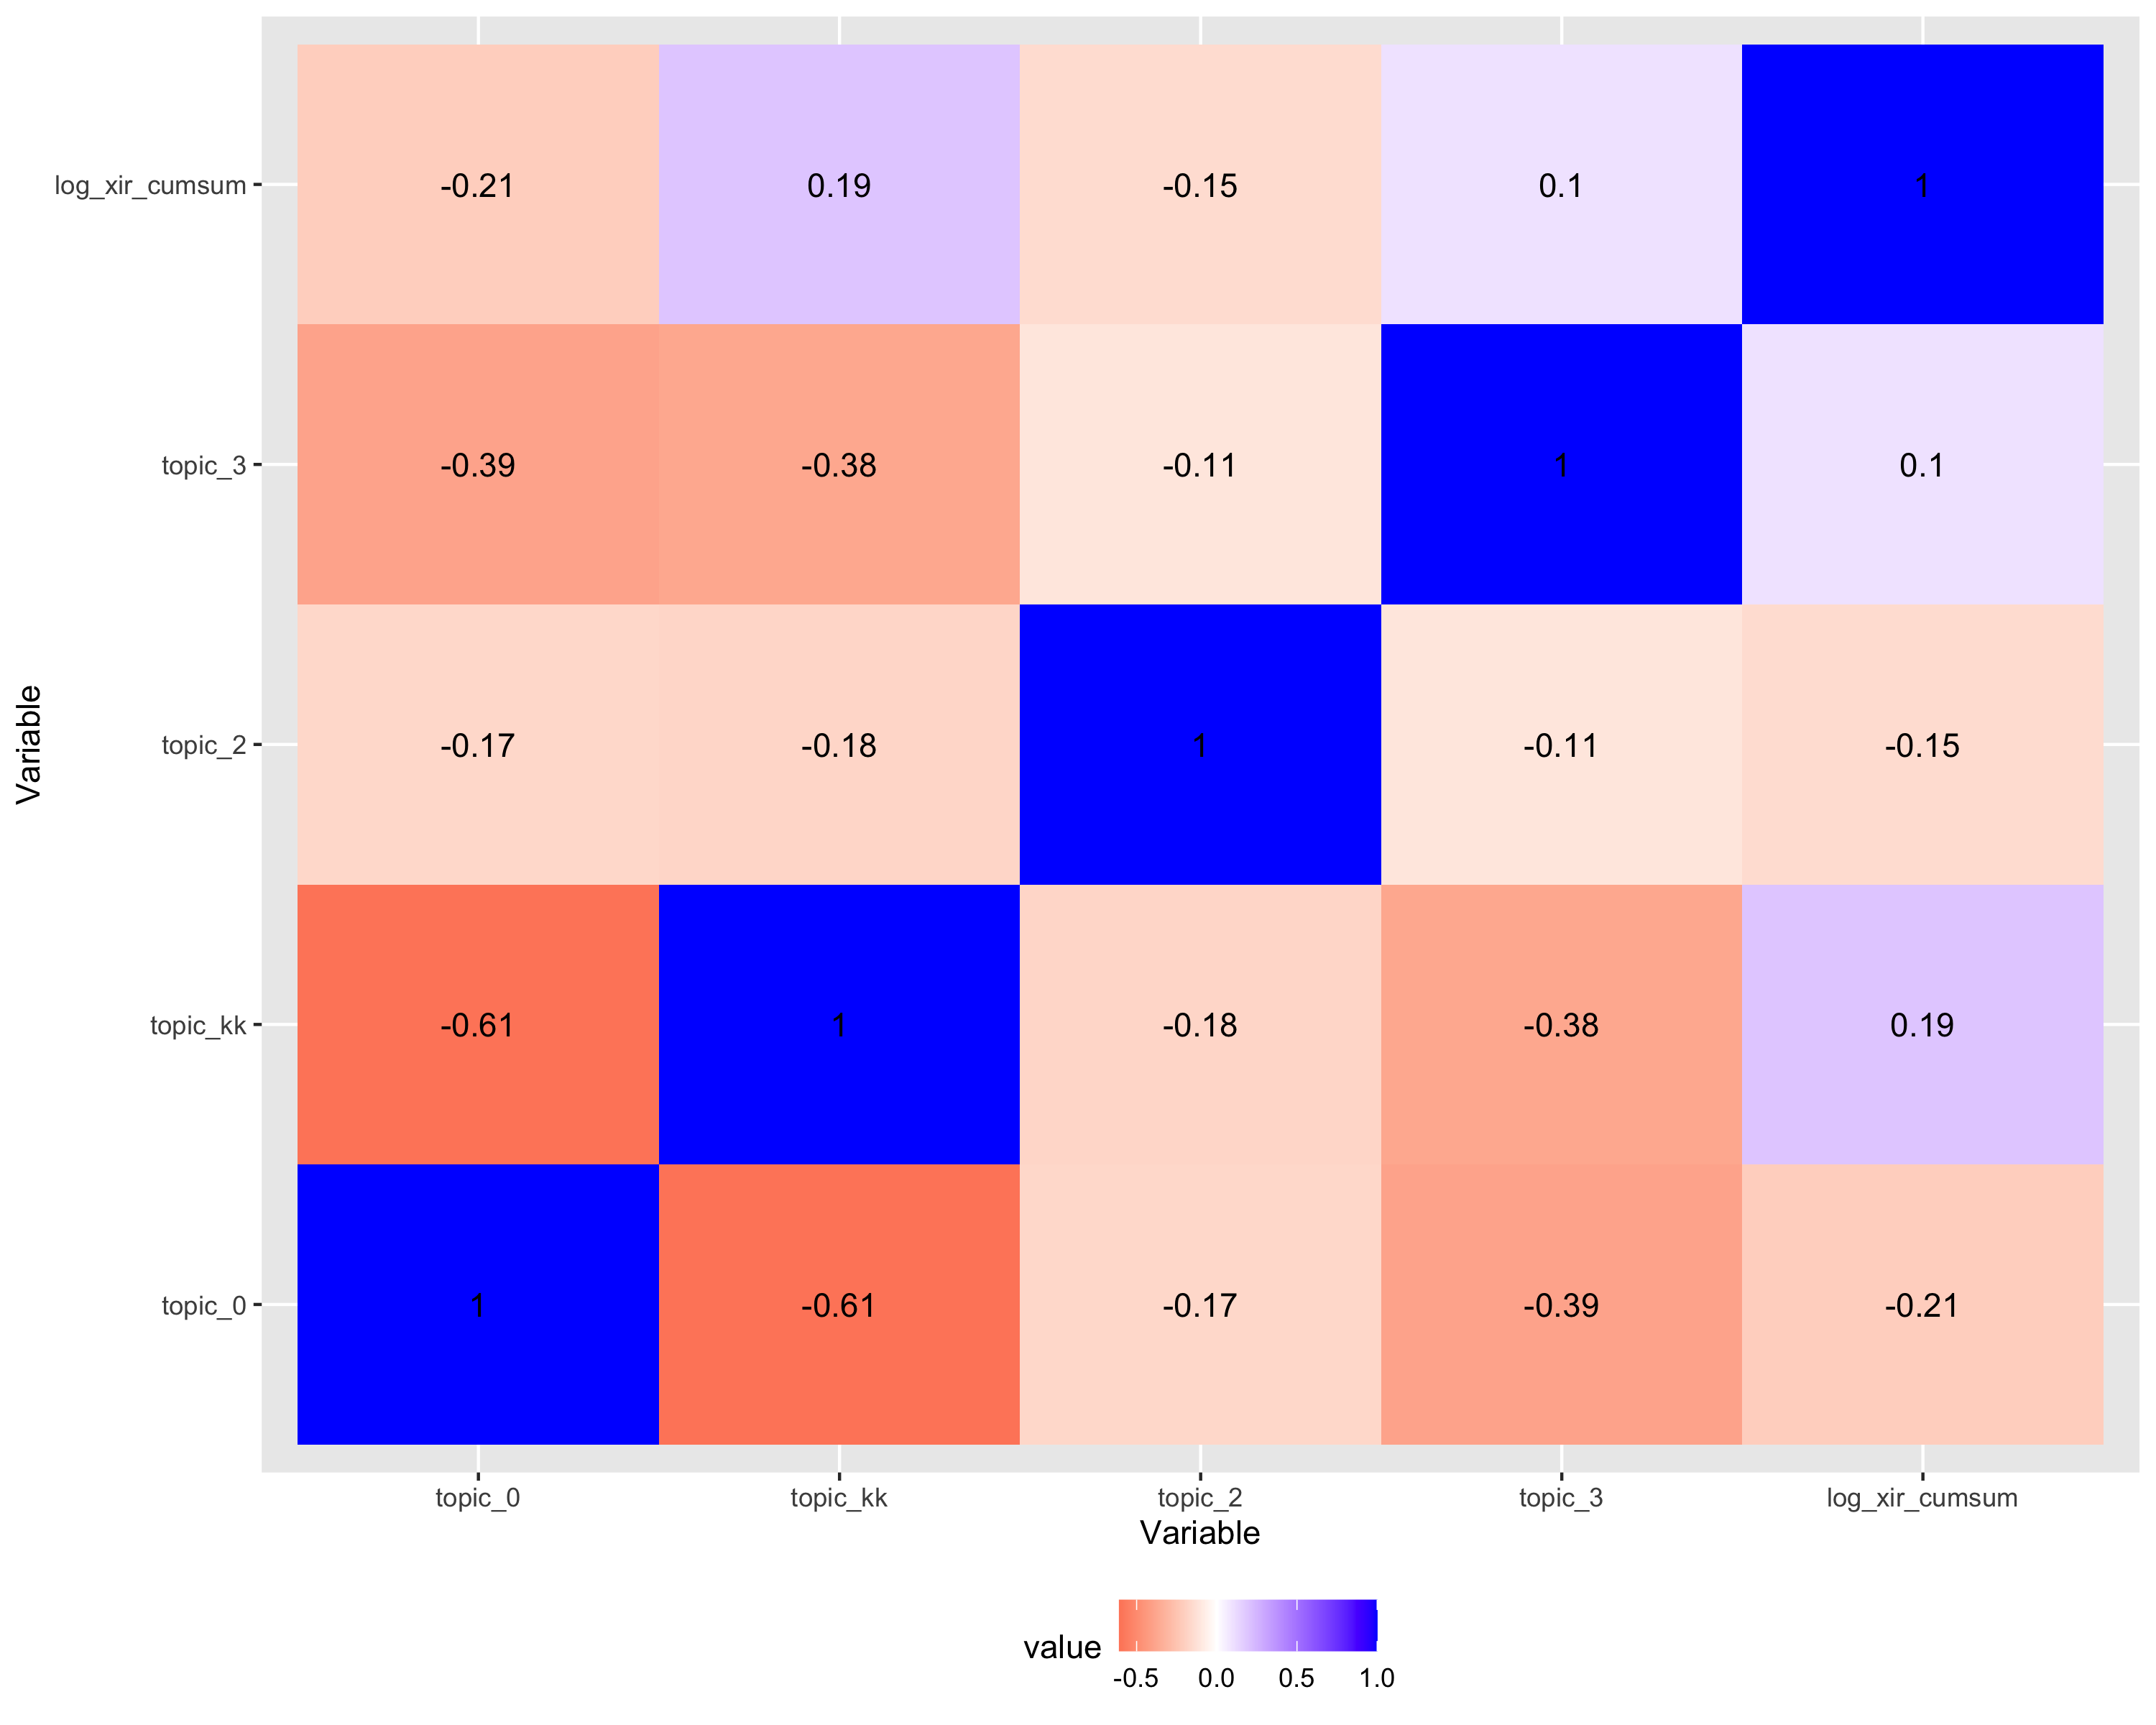 log_xir_cumsum -0.21 0.19 -0.15 0.1 1
topic_3 -0.39 -0.38 -0.11 1 0.1
Variable
topic_2 -0.17 -0.18 1 -0.11 -0.15
topic_kk -0.61 1 -0.18 -0.38 0.19
topic_0 1 -0.61 -0.17 -0.39 -0.21
topic_0 topic_kk topic_2 topic_3 log_xir_cumsum
Variable
value
-0.5 0.0 0.5 1.0